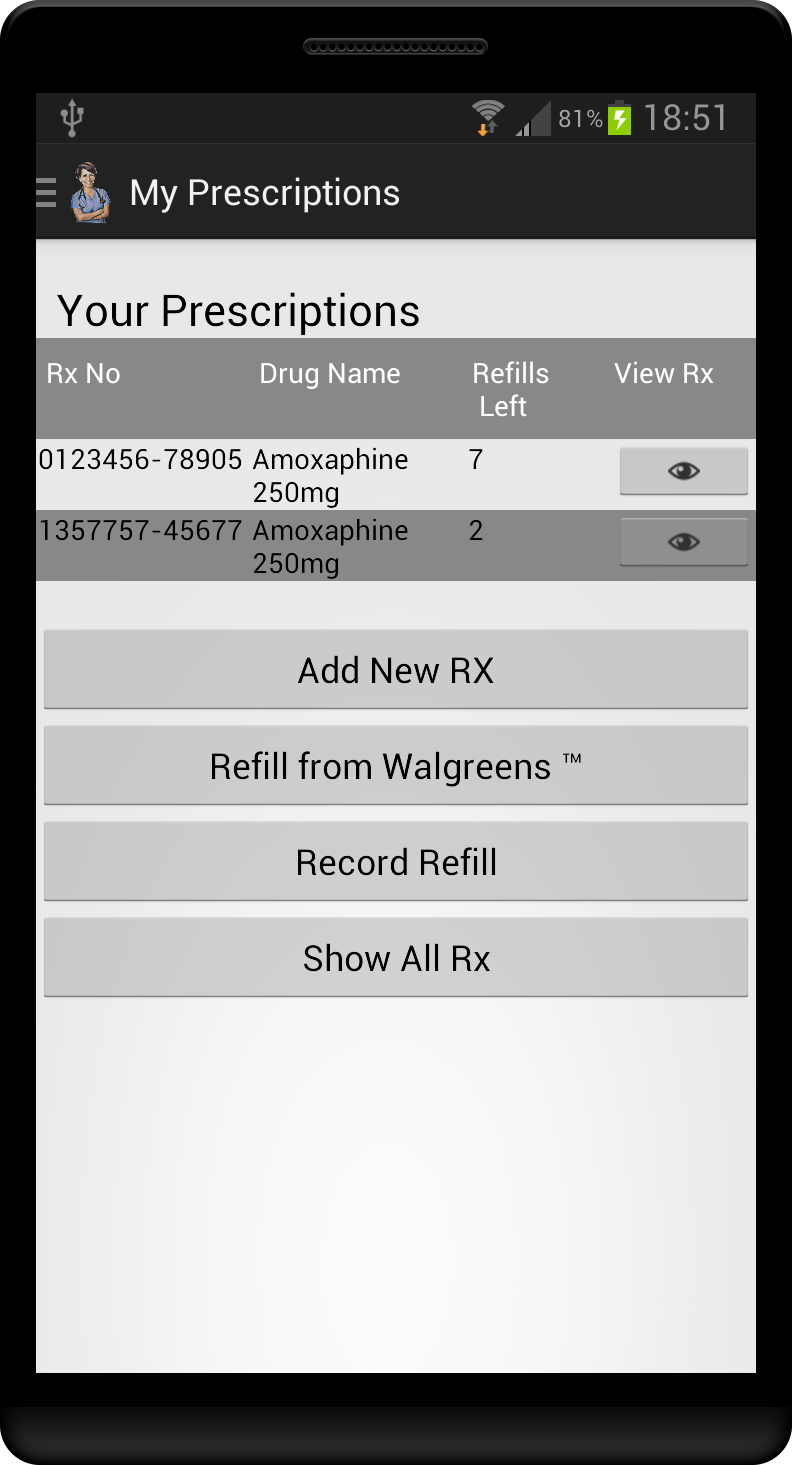 81% 18:51
My Prescriptions
Your Prescriptions
Rx No Drug Name Refills Left View Rx
0123456-78905 Amoxaphine 250mg 7
1357757-45677 Amoxaphine 250mg 2
Add New RX
Refill from Walgreens ™
Record Refill
Show All Rx